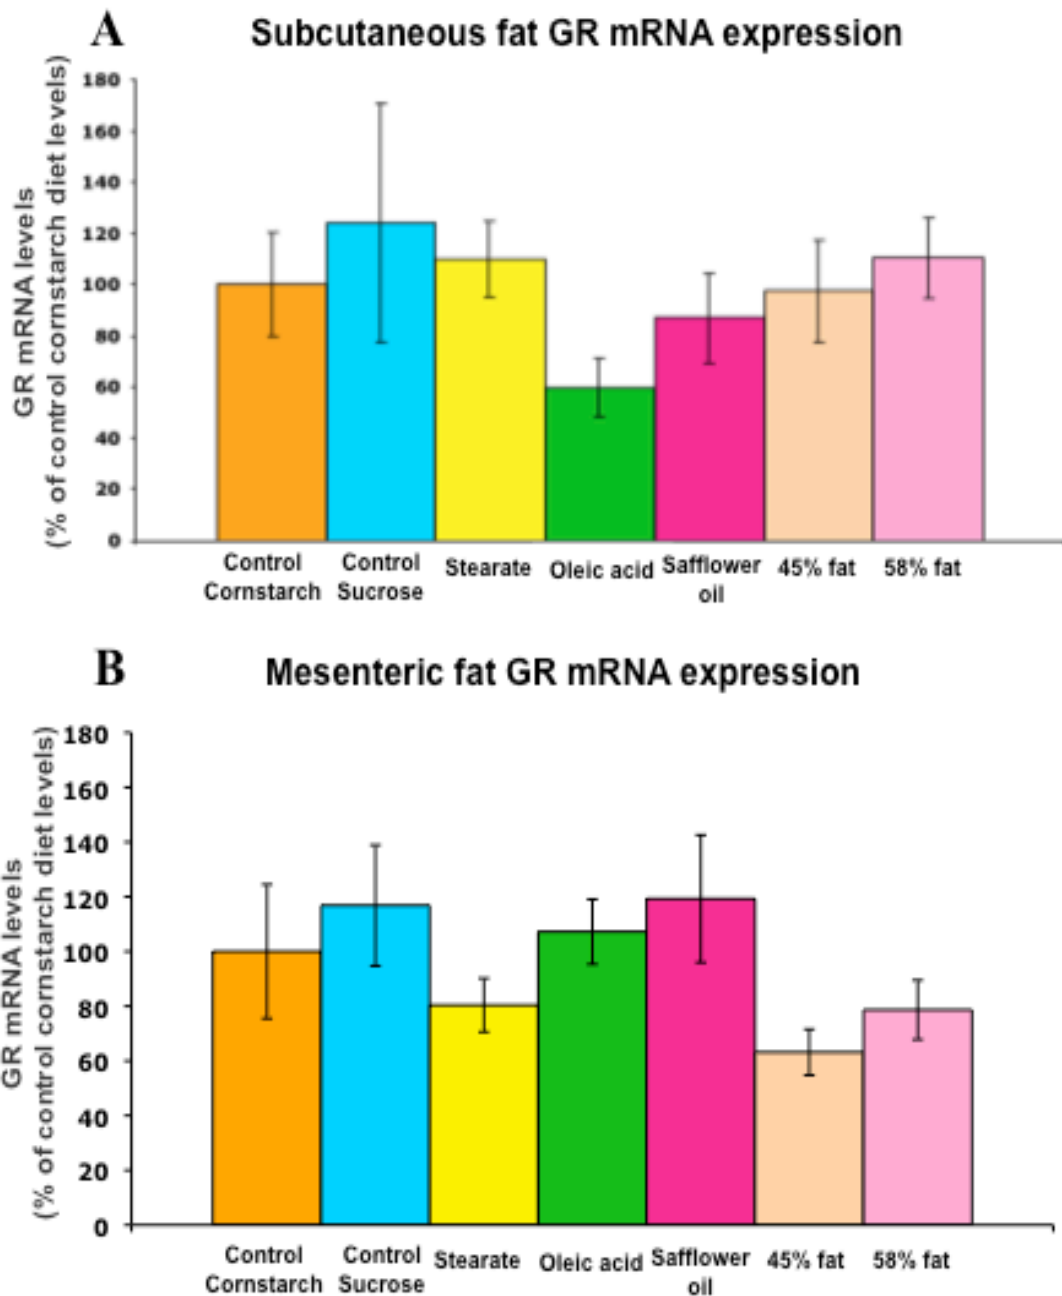 A
Subcutaneous fat GR mRNA expression
GR mRNA levels
(% of control cornstarch diet levels)
180
160
140
120
100
80
60
40
20
0
Control
Cornstarch
Control
Sucrose
Stearate
Oleic acid
Safflower
oil
45% fat
58% fat
B
Mesenteric fat GR mRNA expression
GR mRNA levels
(% of control cornstarch diet levels)
180
160
140
120
100
80
60
40
20
0
Control
Cornstarch
Control
Sucrose
Stearate
Oleic acid
Safflower
oil
45% fat
58% fat